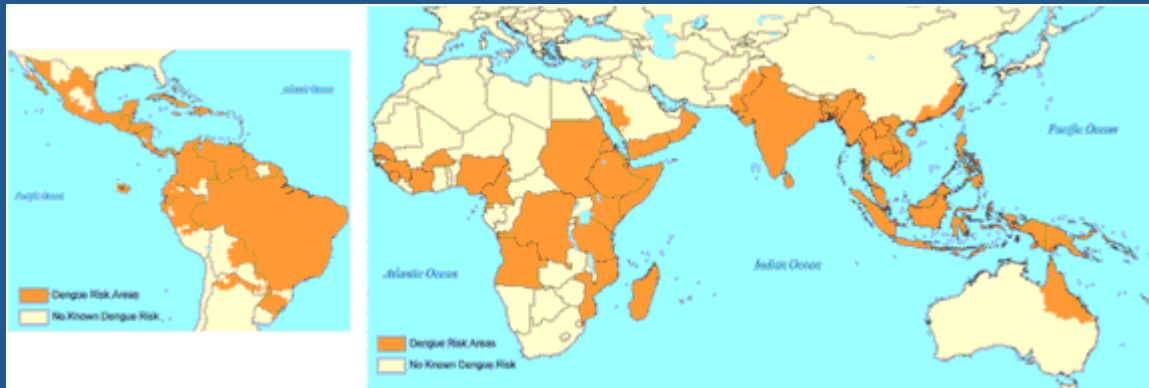 Atlantic Ocean
Pacific Ocean
Dengue Risk Areas
No Known Dengue Risk
Pacific Ocean
Atlantic Ocean
Indian Ocean
Dengue Risk Areas
No Known Dengue Risk